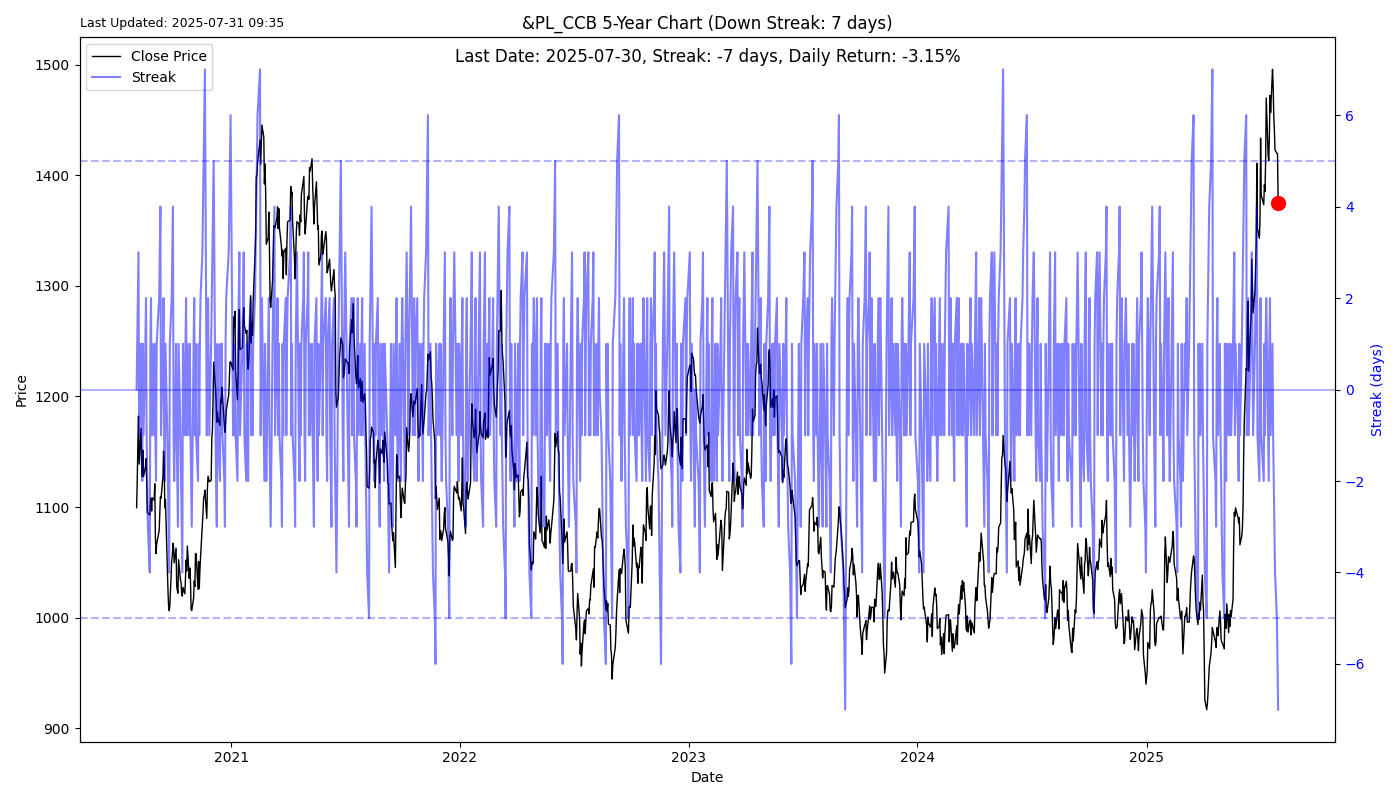 Last Updated: 2025-07-31 09:35
&PL_CCB 5-Year Chart (Down Streak: 7 days)
Last Date: 2025-07-30, Streak: -7 days, Daily Return: -3.15%
Close Price
Streak
1500
1400
1300
1200
1100
1000
900
Price
6
4
2
0
−2
−4
−6
Streak (days)
2021
2022
2023
2024
2025
Date